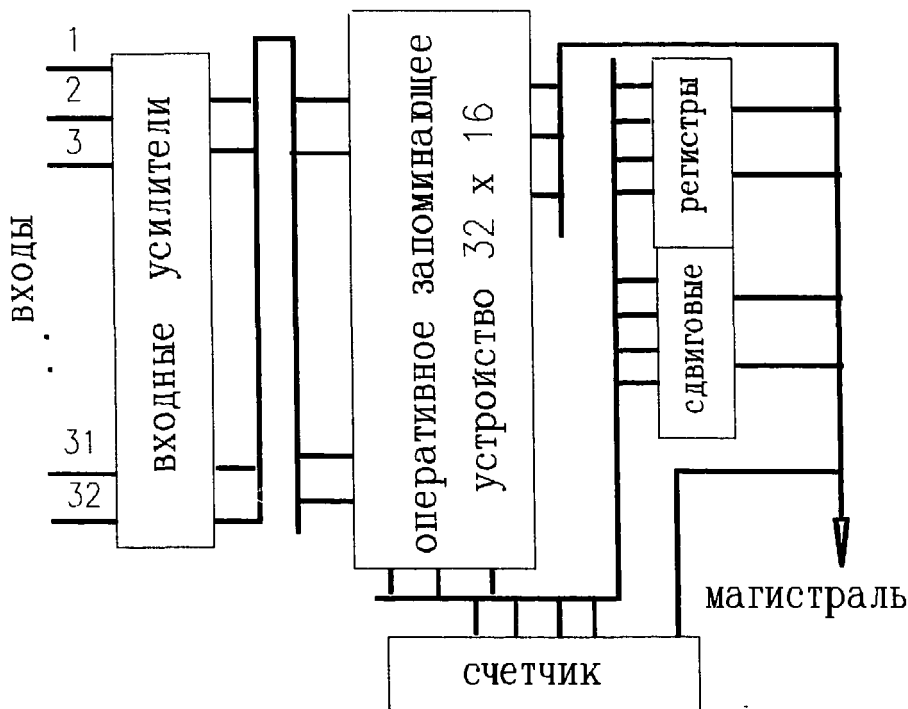 1
2
3
31
32
входы
входные усилители
оперативное запоминающее
устройство 32 x 16
регистры
сдвиговые
магистраль
счетчик